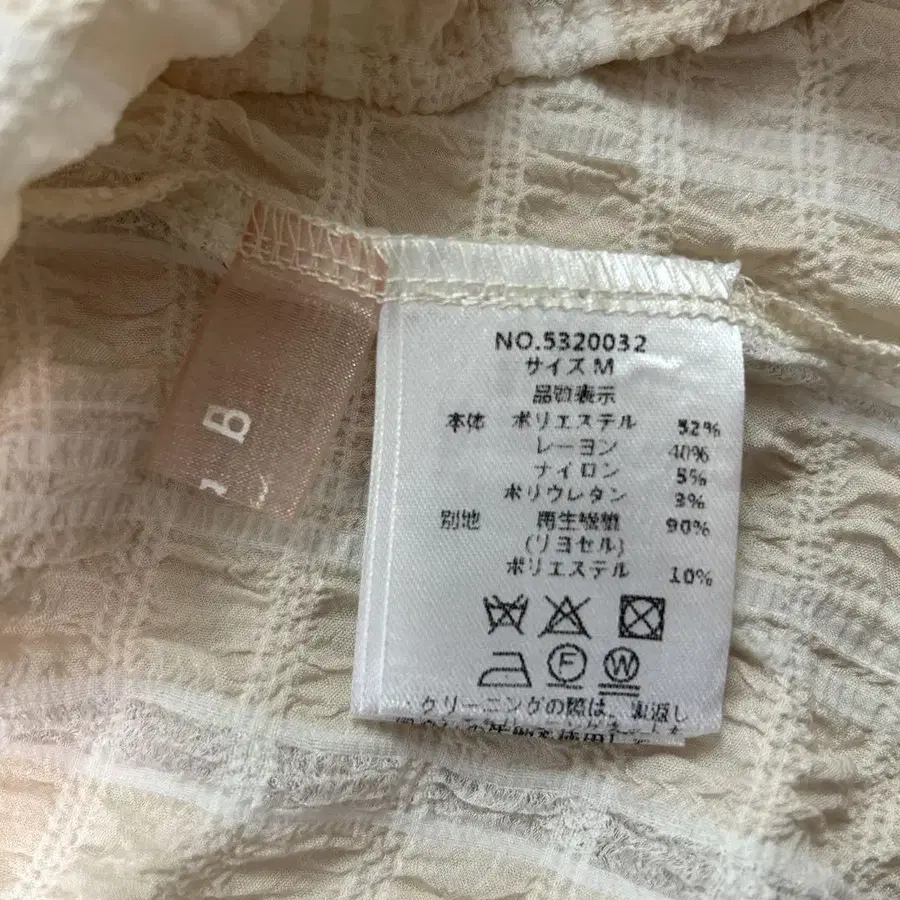 NO.5320032
サイズ M
品質表示
本体 ポリエステル 52%
レーヨン 40%
ナイロン 5%
ポリウレタン 3%
別地 再生繊維 90%
(リヨセル)
ポリエステル 10%
F W
・クリーニングの際は、裏返し